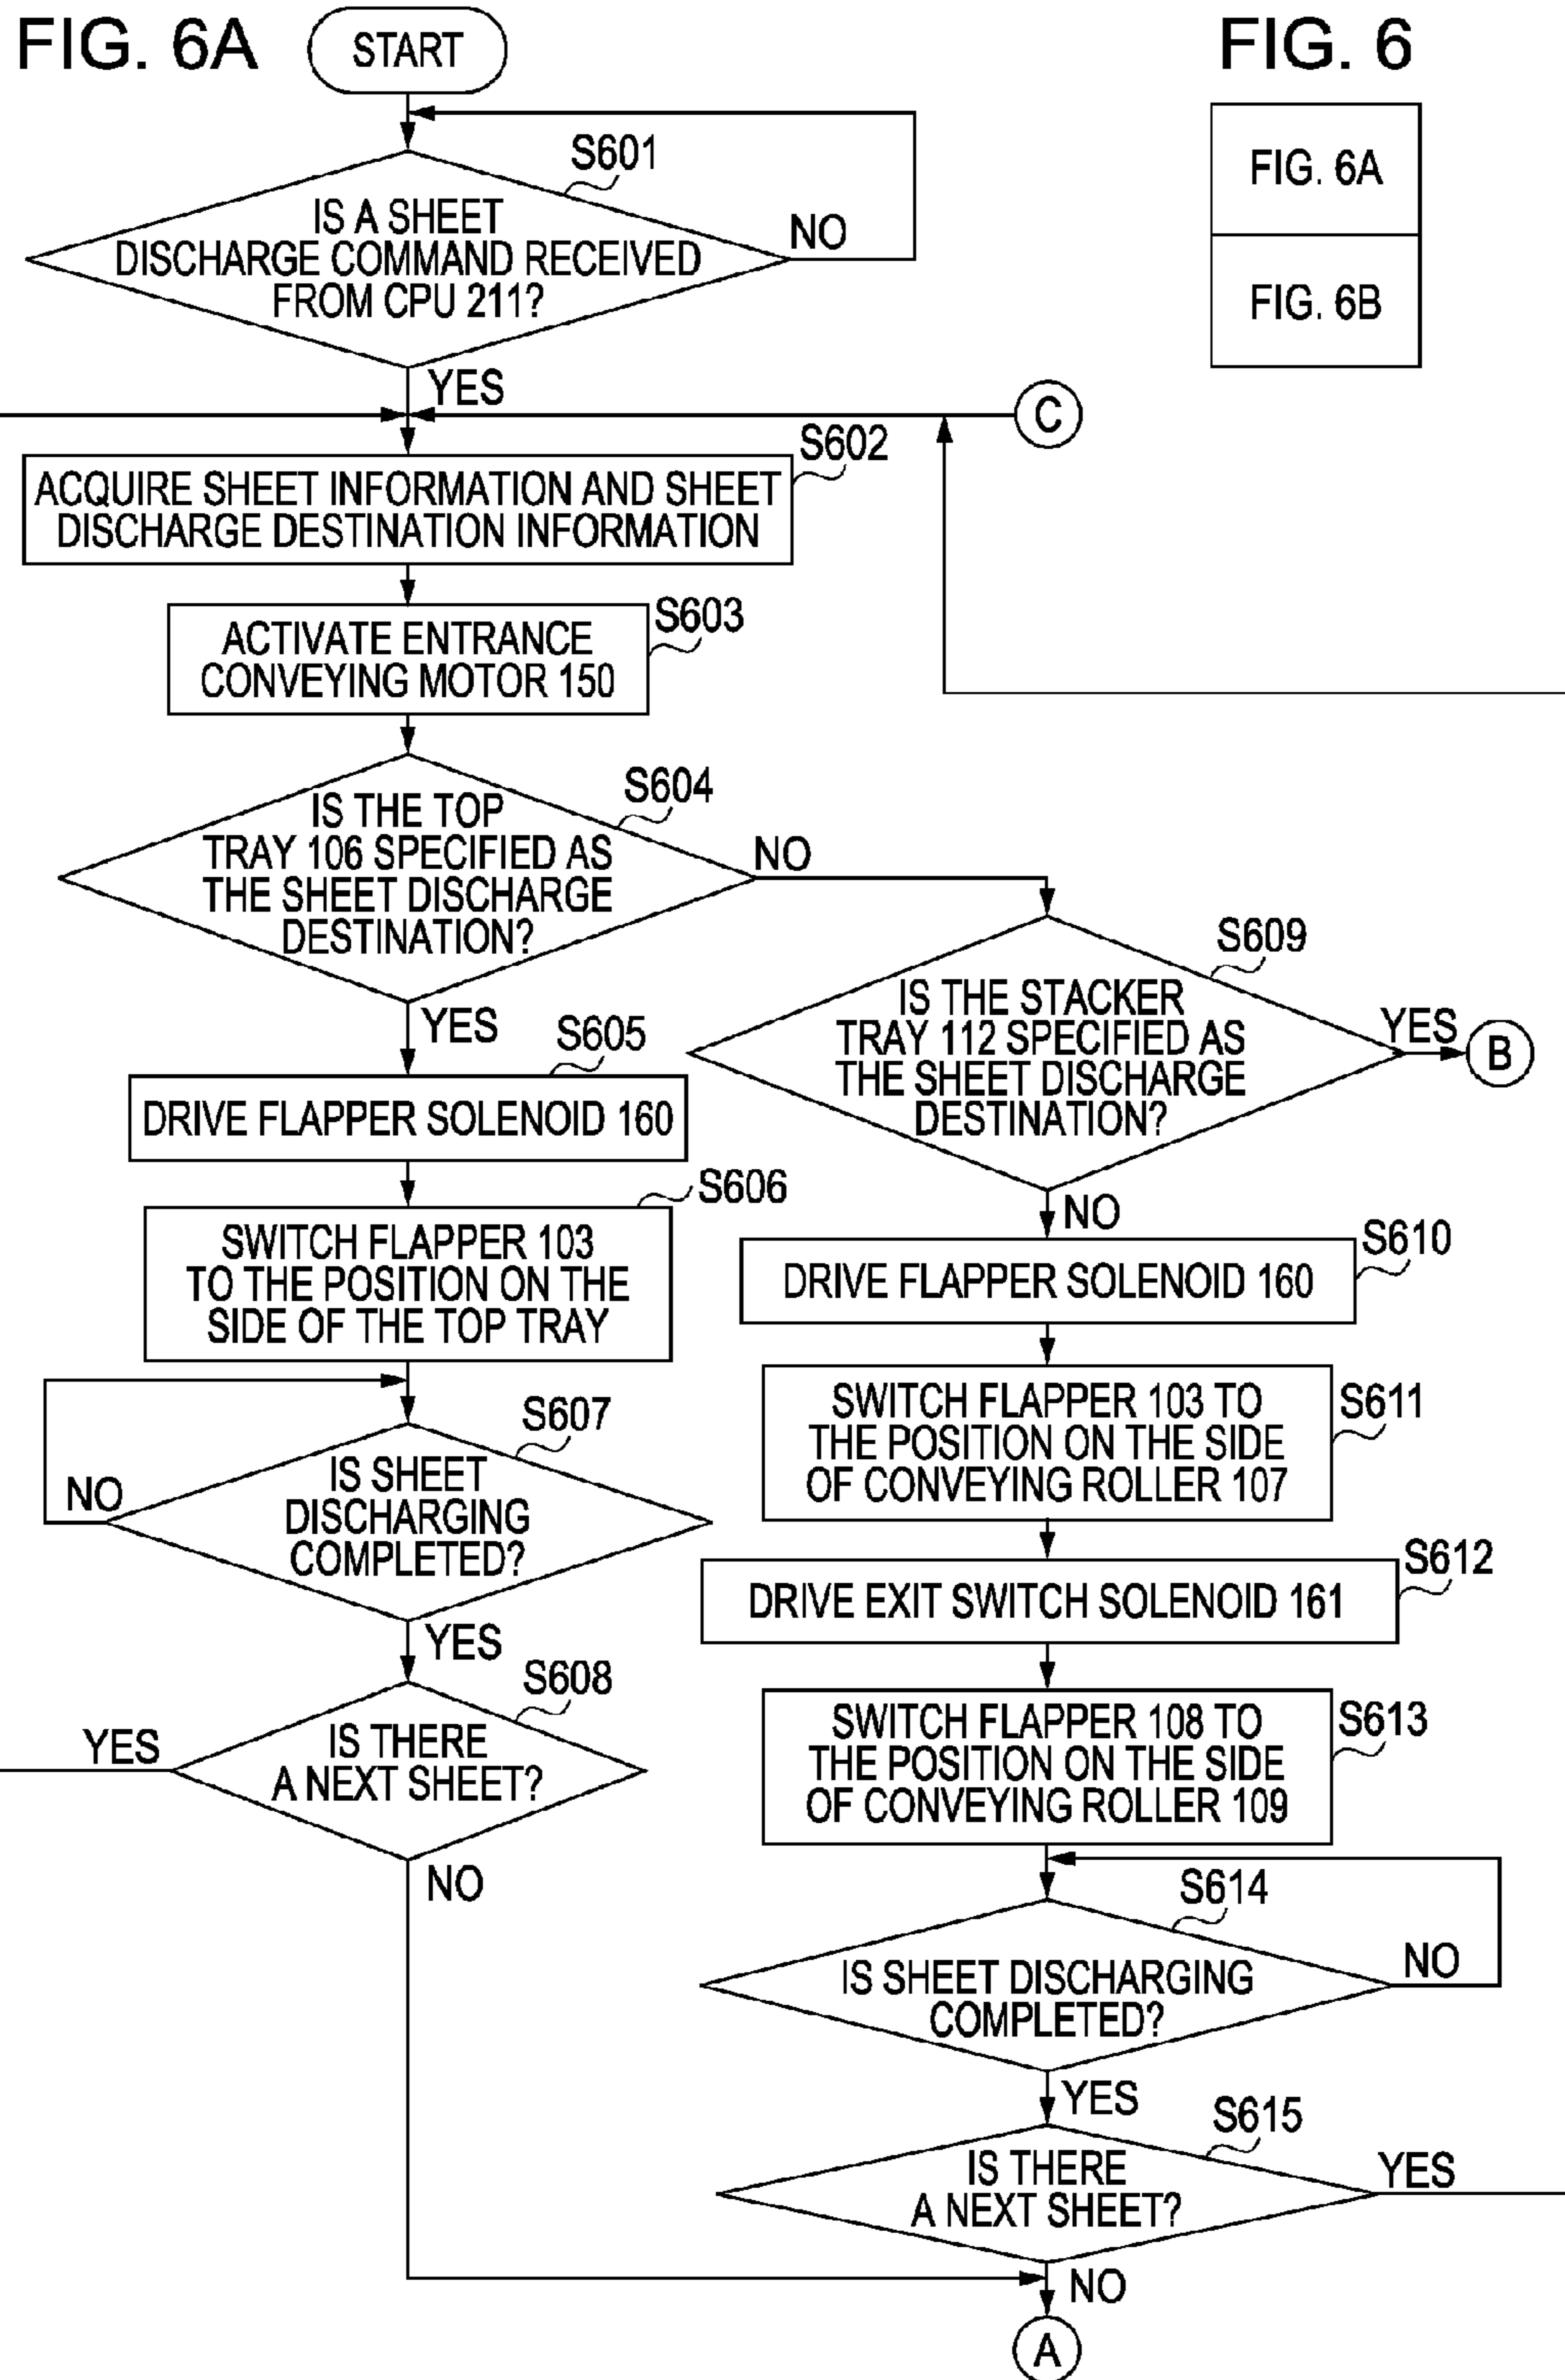 FIG. 6A
START
FIG. 6
FIG. 6A
FIG. 6B
S601
IS A SHEET
DISCHARGE COMMAND RECEIVED
FROM CPU 211?
NO
YES
C
S602
ACQUIRE SHEET INFORMATION AND SHEET
DISCHARGE DESTINATION INFORMATION
S603
ACTIVATE ENTRANCE
CONVEYING MOTOR 150
S604
IS THE TOP
TRAY 106 SPECIFIED AS
THE SHEET DISCHARGE
DESTINATION?
NO
YES
S605
DRIVE FLAPPER SOLENOID 160
S606
SWITCH FLAPPER 103
TO THE POSITION ON THE
SIDE OF THE TOP TRAY
S607
IS SHEET
DISCHARGING
COMPLETED?
NO
YES
S608
IS THERE
A NEXT SHEET?
YES
NO
S609
IS THE STACKER
TRAY 112 SPECIFIED AS
THE SHEET DISCHARGE
DESTINATION?
YES
B
NO
S610
DRIVE FLAPPER SOLENOID 160
S611
SWITCH FLAPPER 103 TO
THE POSITION ON THE SIDE
OF CONVEYING ROLLER 107
S612
DRIVE EXIT SWITCH SOLENOID 161
S613
SWITCH FLAPPER 108 TO
THE POSITION ON THE SIDE
OF CONVEYING ROLLER 109
S614
IS SHEET DISCHARGING
COMPLETED?
NO
YES
S615
IS THERE
A NEXT SHEET?
YES
NO
A